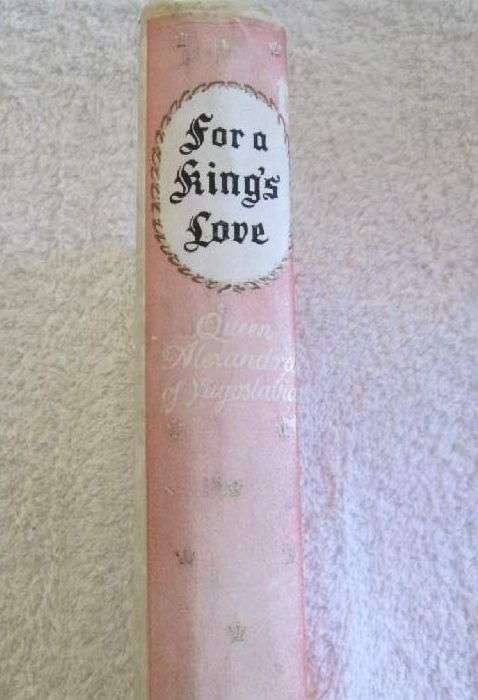 For a
King's
Love
Queen
Alexandra
of Yugoslavia